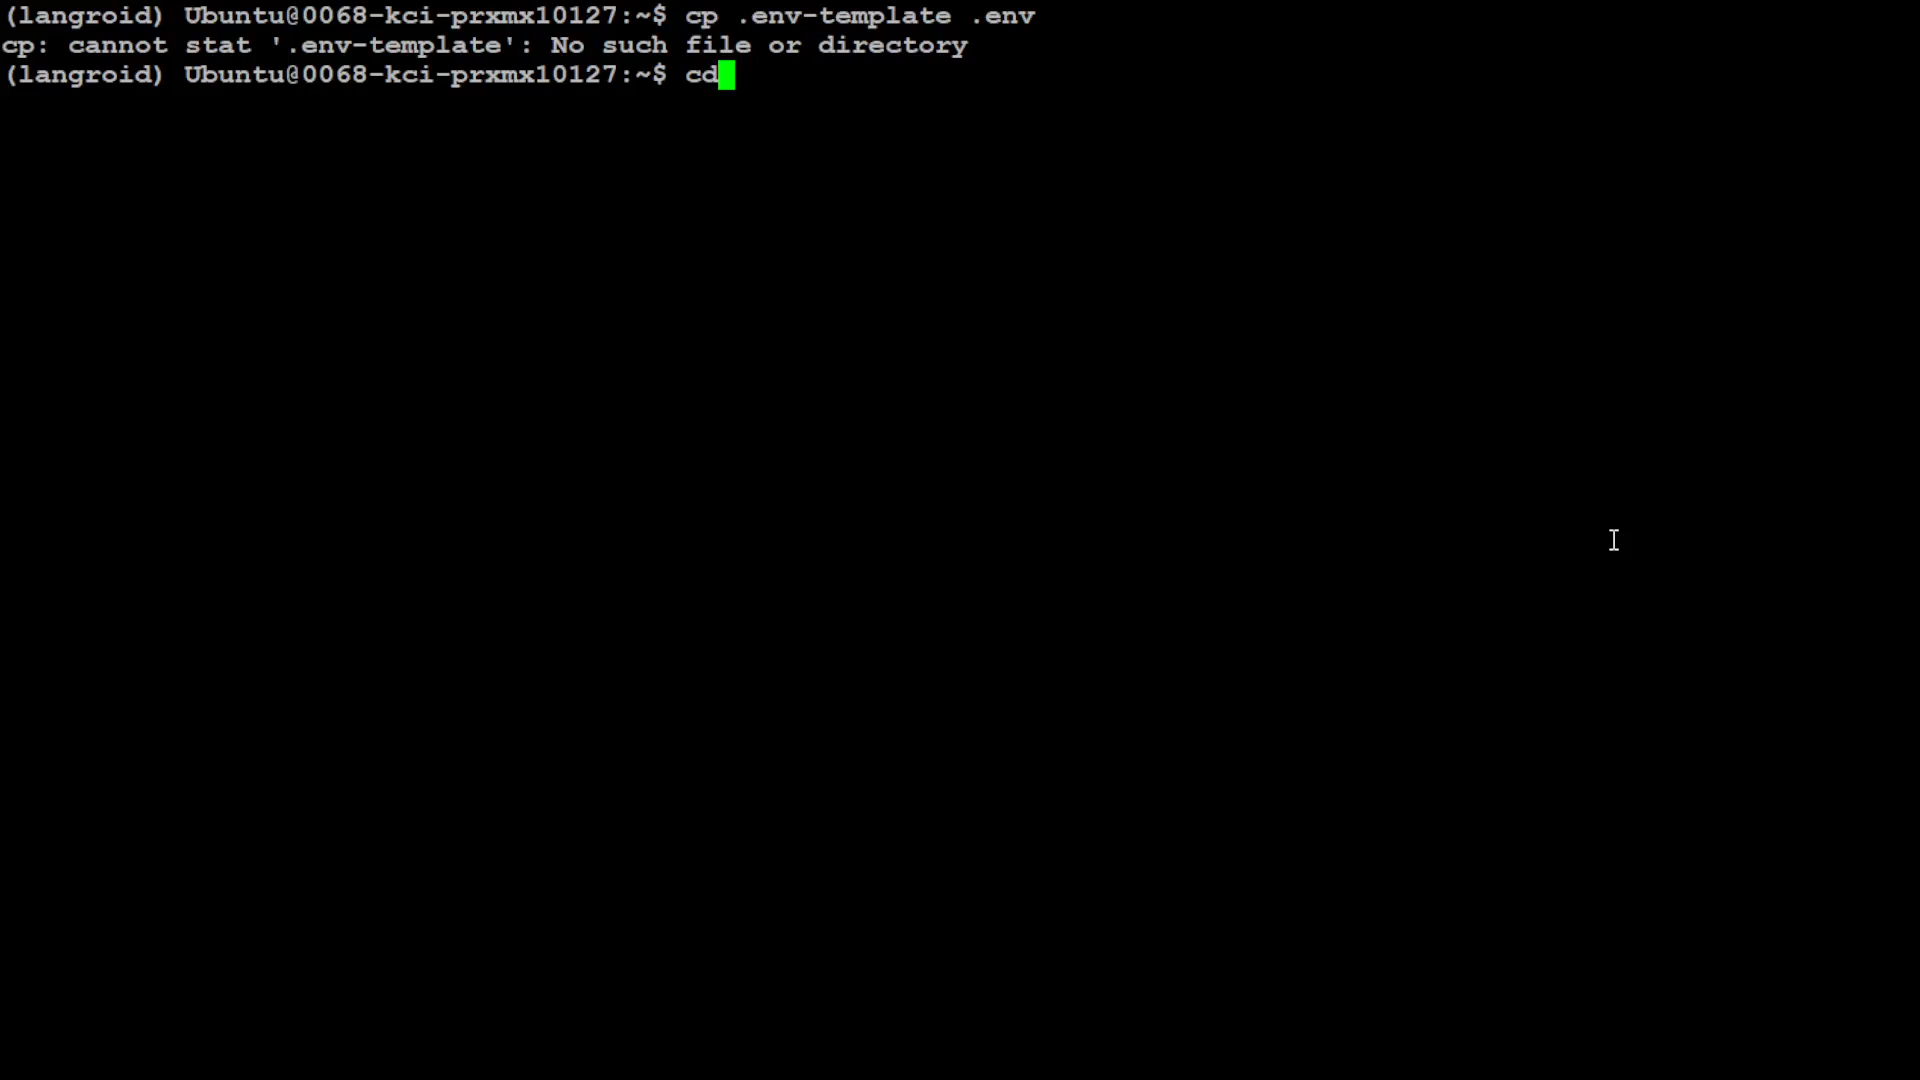 (langroid) Ubuntu@0068-kci-prxmx10127:~$ cp .env-template .env
cp: cannot stat '.env-template': No such file or directory
(langroid) Ubuntu@0068-kci-prxmx10127:~$ cd